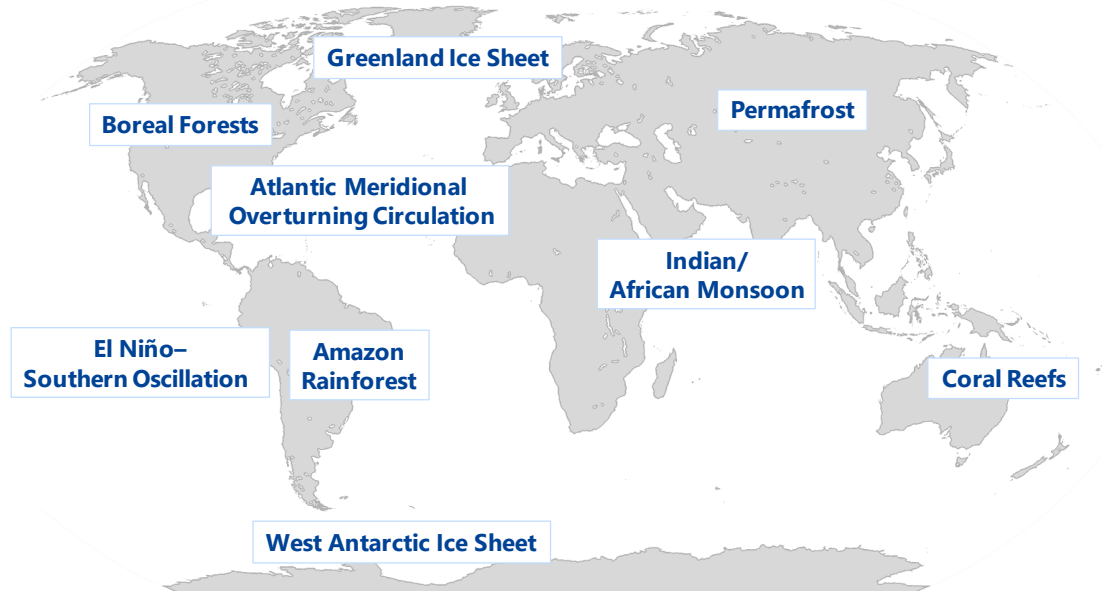 Greenland Ice Sheet
Boreal Forests
Permafrost
Atlantic Meridional
Overturning Circulation
Indian/
African Monsoon
El Niño–
Southern Oscillation
Amazon
Rainforest
Coral Reefs
West Antarctic Ice Sheet